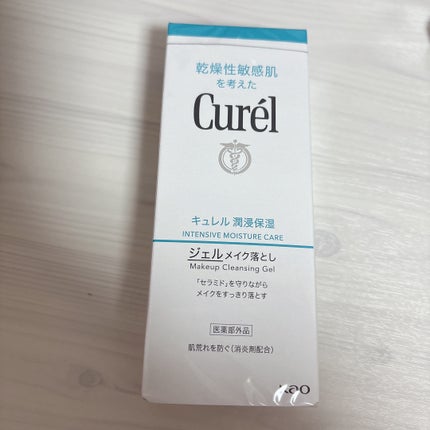 乾燥性敏感肌
を考えた
Curél
キュレル 潤浸保湿
INTENSIVE MOISTURE CARE
ジェルメイク落とし
Makeup Cleansing Gel
「セラミド」を守りながら
メイクをすっきり落とす
医薬部外品
肌荒れを防ぐ(消炎剤配合)
Kao